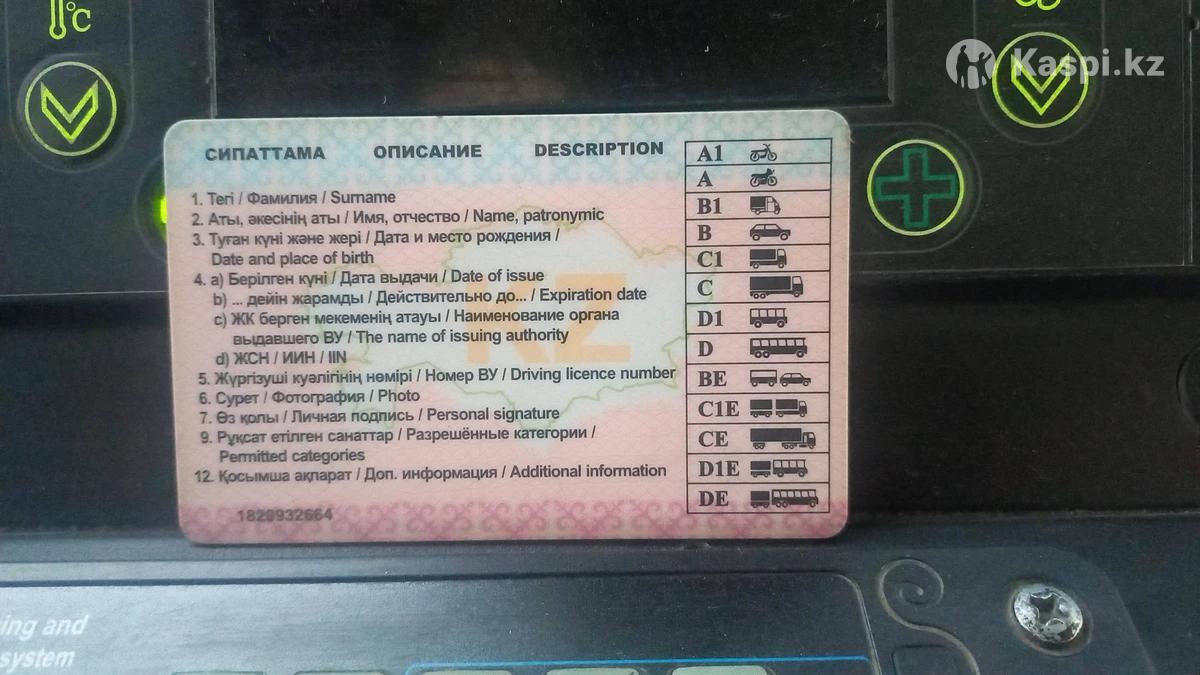 °C
Kaspi.kz
СИПАТТАМА ОПИСАНИЕ DESCRIPTION
1. Тегі / Фамилия / Surname
2. Аты, әкесінің аты / Имя, отчество / Name, patronymic
3. Туған күні және жері / Дата и место рождения /
Date and place of birth
4. a) Берілген күні / Дата выдачи / Date of issue
b) ... дейін жарамды / Действительно до... / Expiration date
c) ЖК берген мекеменің атауы / Наименование органа
выдавшего ВУ / The name of issuing authority
d) ЖСН / ИИН / IIN
5. Жүргізуші куәлігінің нөмірі / Номер ВУ / Driving licence number
6. Сурет / Фотография / Photo
7. Өз қолы / Личная подпись / Personal signature
9. Рұқсат етілген санаттар / Разрешённые категории /
Permitted categories
12. Қосымша ақпарат / Доп. информация / Additional information
KZ
1829932664
A1
A
B1
B
C1
C
D1
D
BE
C1E
CE
D1E
DE
ing and
system